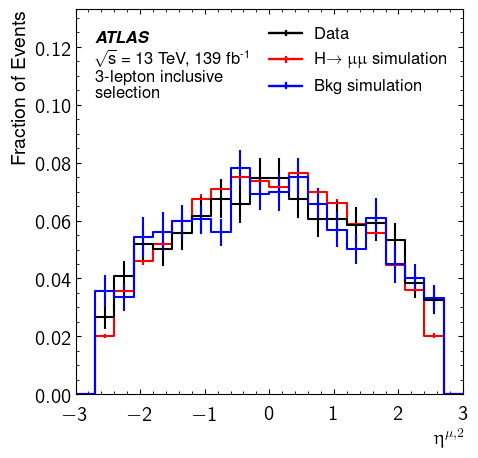 Fraction of Events
0.12
0.10
0.08
0.06
0.04
0.02
0.00
ATLAS
√s = 13 TeV, 139 fb⁻¹
3-lepton inclusive
selection
Data
H→ μμ simulation
Bkg simulation
−3 −2 −1 0 1 2 3
η^{μ,2}